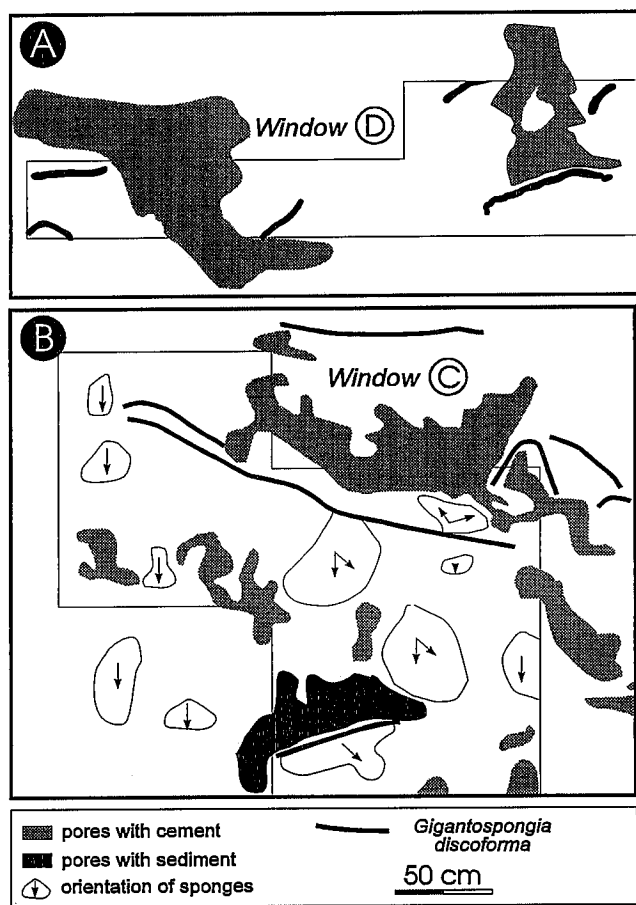 A
Window D
B
Window C
pores with cement
pores with sediment
orientation of sponges
Gigantospongia
discoforma
50 cm